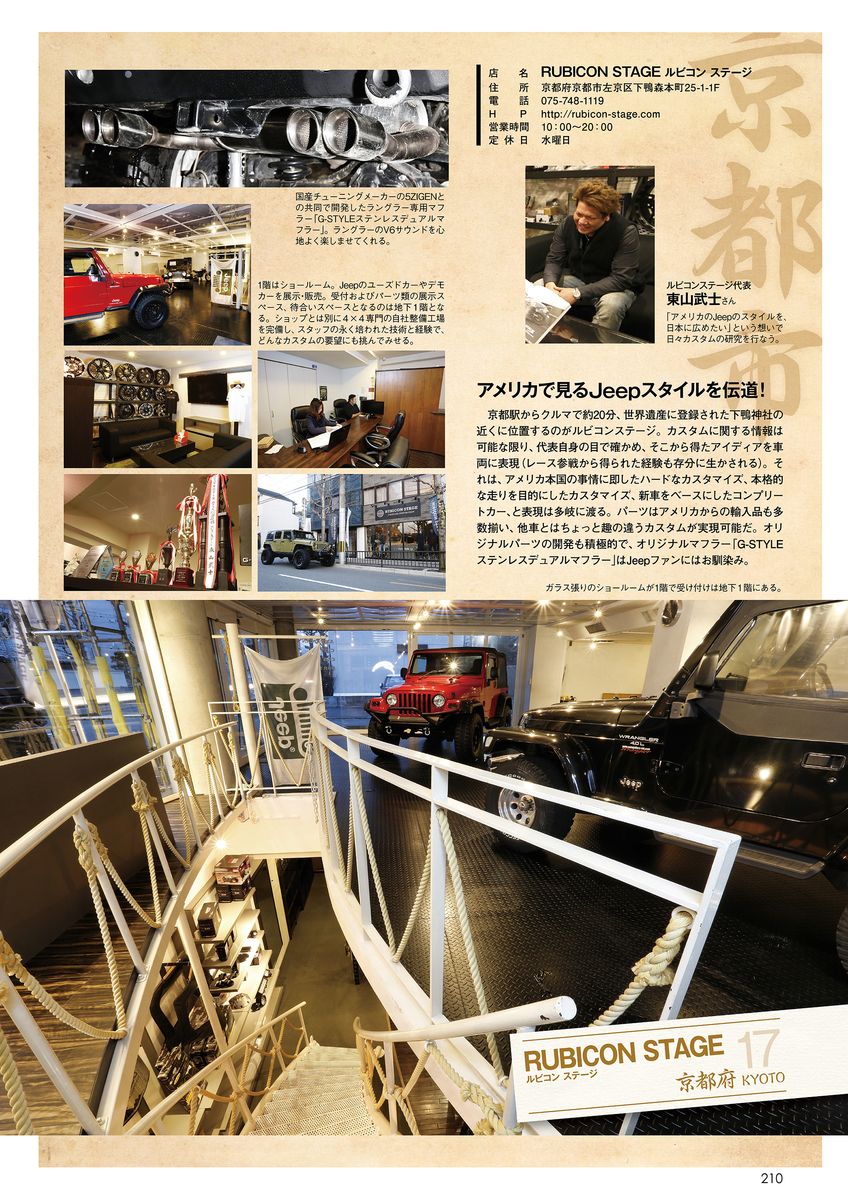 京都市
店　名　RUBICON STAGE ルビコン ステージ
住　所　京都府京都市左京区下鴨森本町25-1-1F
電　話　075-748-1119
Ｈ　Ｐ　http://rubicon-stage.com
営業時間　10：00〜20：00
定 休 日　水曜日
国産チューニングメーカーの5ZIGENと
の共同で開発したラングラー専用マフ
ラー「G-STYLEステンレスデュアルマ
フラー」。ラングラーのV6サウンドを心
地よく楽しませてくれる。
1階はショールーム。Jeepのユーズドカーやデモ
カーを展示・販売。受付およびパーツ類の展示ス
ペース、待合いスペースとなるのは地下1階とな
る。ショップとは別に4×4専門の自社整備工場
を完備し、スタッフの永く培われた技術と経験で、
どんなカスタムの要望にも挑んでみせる。
ルビコンステージ代表
東山武士さん
「アメリカのJeepのスタイルを、
日本に広めたい」という想いで
日々カスタムの研究を行なう。
アメリカで見るJeepスタイルを伝道！
　京都駅からクルマで約20分、世界遺産に登録された下鴨神社の
近くに位置するのがルビコンステージ。カスタムに関する情報は
可能な限り、代表自身の目で確かめ、そこから得たアイディアを車
両に表現（レース参戦から得られた経験も存分に生かされる）。そ
れは、アメリカ本国の事情に即したハードなカスタマイズ、本格的
な走りを目的にしたカスタマイズ、新車をベースにしたコンプリー
トカー、と表現は多岐に渡る。パーツはアメリカからの輸入品も多
数揃い、他車とはちょっと趣の違うカスタムが実現可能だ。オリ
ジナルパーツの開発も積極的で、オリジナルマフラー「G-STYLE
ステンレスデュアルマフラー」はJeepファンにはお馴染み。
RUBICON STAGE
ガラス張りのショールームが1階で受け付けは地下1階にある。
Jeep
WRANGLER
4.0L
Jeep
RUBICON STAGE 17
ルビコン ステージ
京都府 KYOTO
210